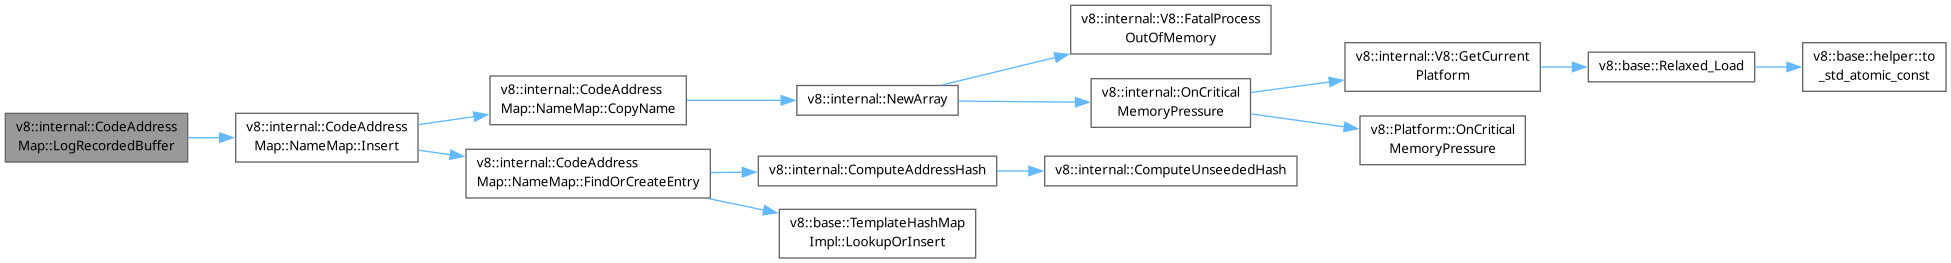 v8::internal::CodeAddress
Map::LogRecordedBuffer
v8::internal::CodeAddress
Map::NameMap::Insert
v8::internal::CodeAddress
Map::NameMap::CopyName
v8::internal::CodeAddress
Map::NameMap::FindOrCreateEntry
v8::internal::NewArray
v8::internal::ComputeAddressHash
v8::base::TemplateHashMap
Impl::LookupOrInsert
v8::internal::V8::FatalProcess
OutOfMemory
v8::internal::OnCritical
MemoryPressure
v8::internal::ComputeUnseededHash
v8::internal::V8::GetCurrent
Platform
v8::Platform::OnCritical
MemoryPressure
v8::base::Relaxed_Load
v8::base::helper::to
_std_atomic_const